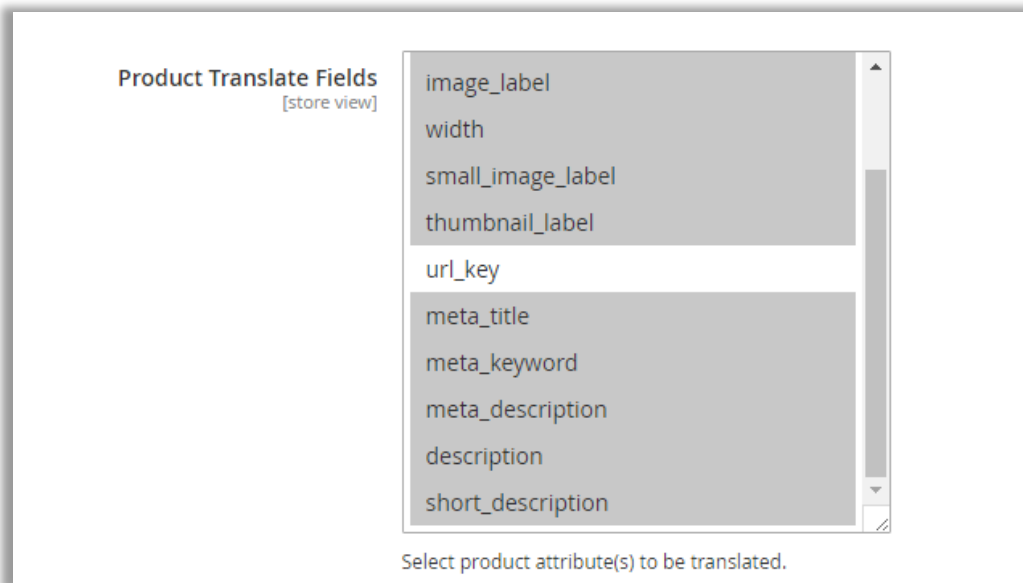 Product Translate Fields
[store view]
image_label
width
small_image_label
thumbnail_label
url_key
meta_title
meta_keyword
meta_description
description
short_description
Select product attribute(s) to be translated.